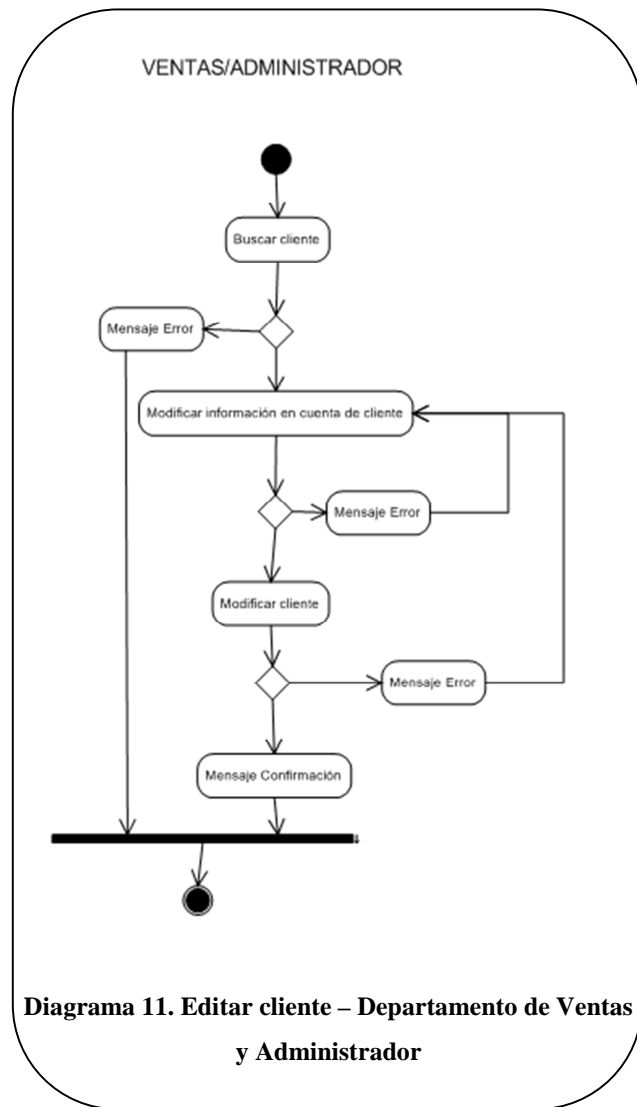 VENTAS/ADMINISTRADOR
Buscar cliente
Mensaje Error
Modificar información en cuenta de cliente
Mensaje Error
Modificar cliente
Mensaje Error
Mensaje Confirmación
Diagrama 11. Editar cliente – Departamento de Ventas
y Administrador